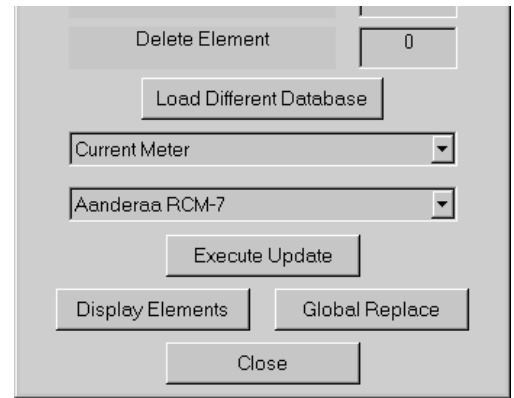 Delete Element 0
Load Different Database
Current Meter
Aanderaa RCM-7
Execute Update
Display Elements Global Replace
Close